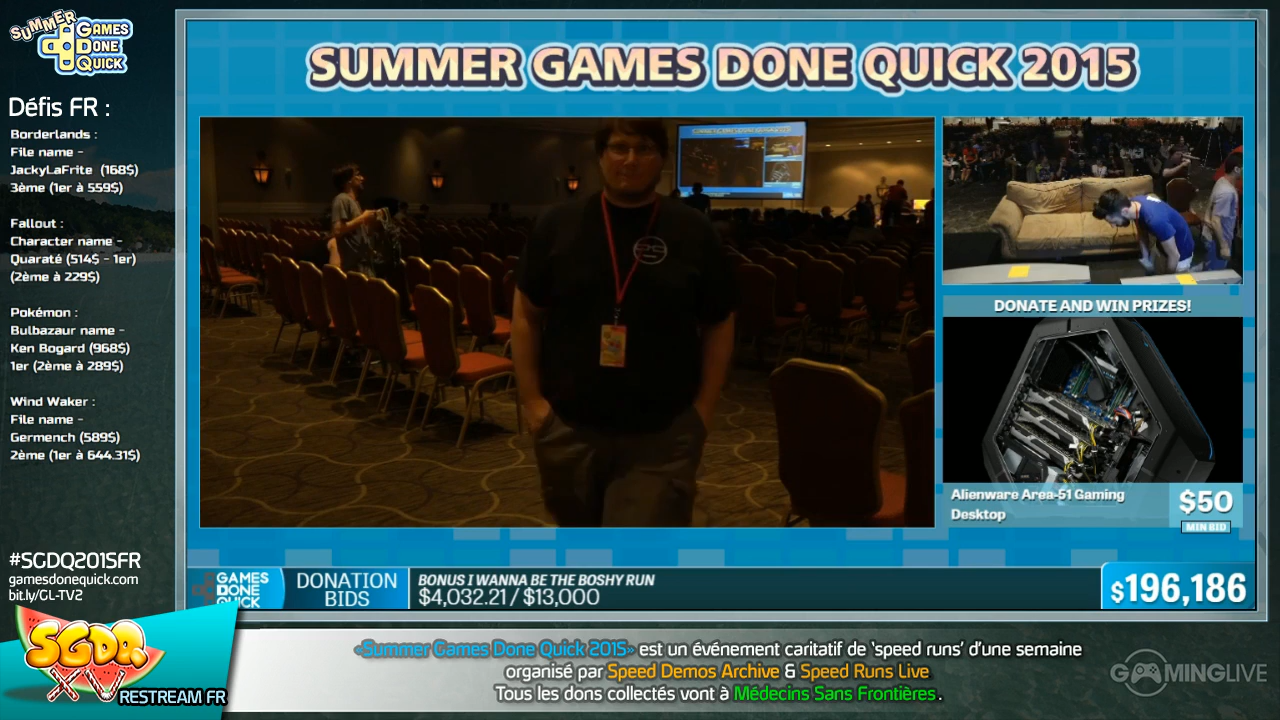 SUMMER
GAMES
DONE
QUICK
Défis FR :
Borderlands :
File name -
JackyLaFrite (168$)
3ème (1er à 559$)
Fallout :
Character name -
Quaraté (514$ - 1er)
(2ème à 229$)
Pokémon :
Bulbazaur name -
Ken Bogard (968$)
1er (2ème à 289$)
Wind Waker :
File name -
Germench (589$)
2ème (1er à 644.31$)
#SGDQ2015FR
gamesdonequick.com
bit.ly/GL-TV2
SGDQ
RESTREAM FR
SUMMER GAMES DONE QUICK 2015
DONATE AND WIN PRIZES!
Alienware Area-51 Gaming
Desktop
$50
MIN BID
GAMES
DONE
QUICK
DONATION
BIDS
BONUS I WANNA BE THE BOSHY RUN
$4,032.21 / $13,000
$196,186
«Summer Games Done Quick 2015» est un événement caritatif de 'speed runs' d'une semaine
organisé par Speed Demos Archive & Speed Runs Live
Tous les dons collectés vont à Médecins Sans Frontières.
GAMINGLIVE